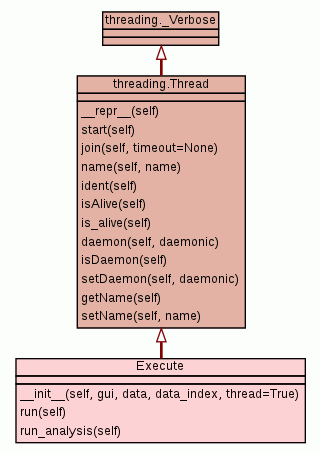 threading._Verbose
threading.Thread
__repr__(self)
start(self)
join(self, timeout=None)
name(self, name)
ident(self)
isAlive(self)
is_alive(self)
daemon(self, daemonic)
isDaemon(self)
setDaemon(self, daemonic)
getName(self)
setName(self, name)
Execute
__init__(self, gui, data, data_index, thread=True)
run(self)
run_analysis(self)